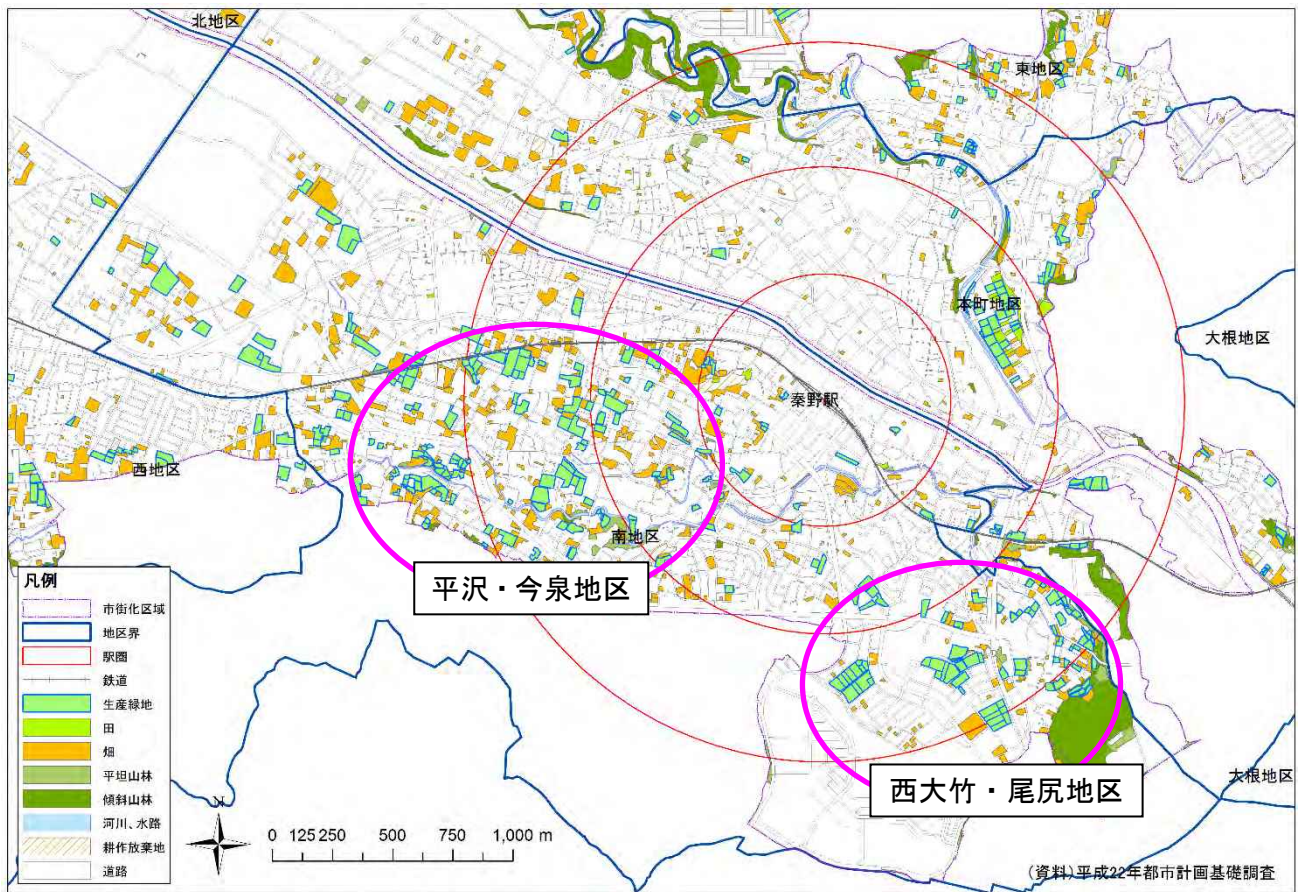 北地区
東地区
本町地区
大根地区
秦野駅
西地区
南地区
平沢・今泉地区
凡例
市街化区域
地区界
駅圏
鉄道
生産緑地
田
畑
平坦山林
傾斜山林
河川、水路
耕作放棄地
道路
西大竹・尾尻地区
大根地区
N
0 125 250 500 750 1,000 m
(資料)平成22年都市計画基礎調査